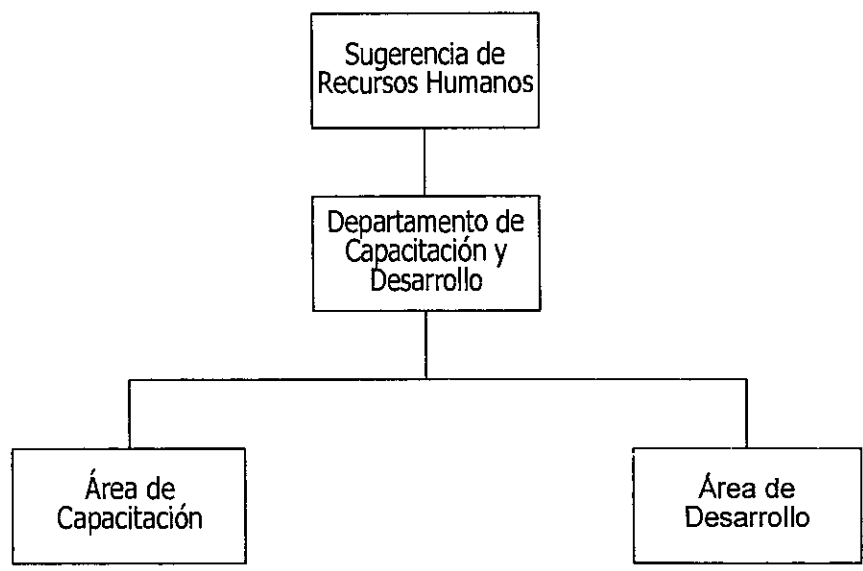 Sugerencia de
Recursos Humanos
Departamento de
Capacitación y
Desarrollo
Área de
Capacitación
Área de
Desarrollo